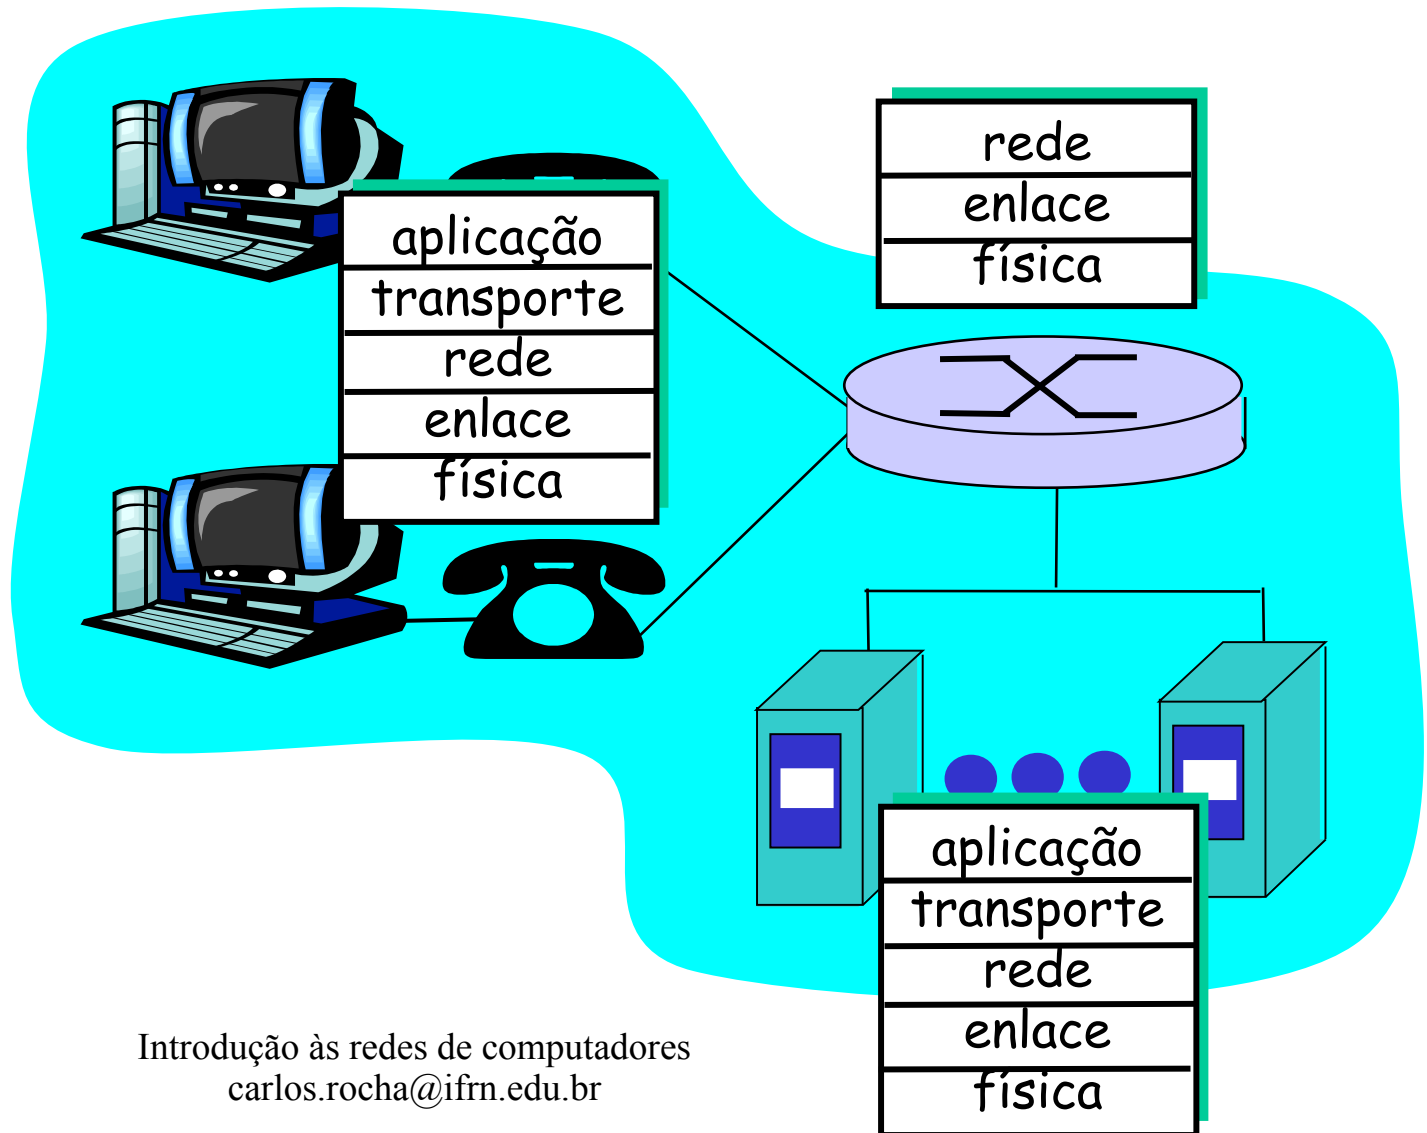 rede
enlace
física
aplicação
transporte
rede
enlace
física
aplicação
transporte
rede
enlace
física
Introdução às redes de computadores
carlos.rocha@ifrn.edu.br